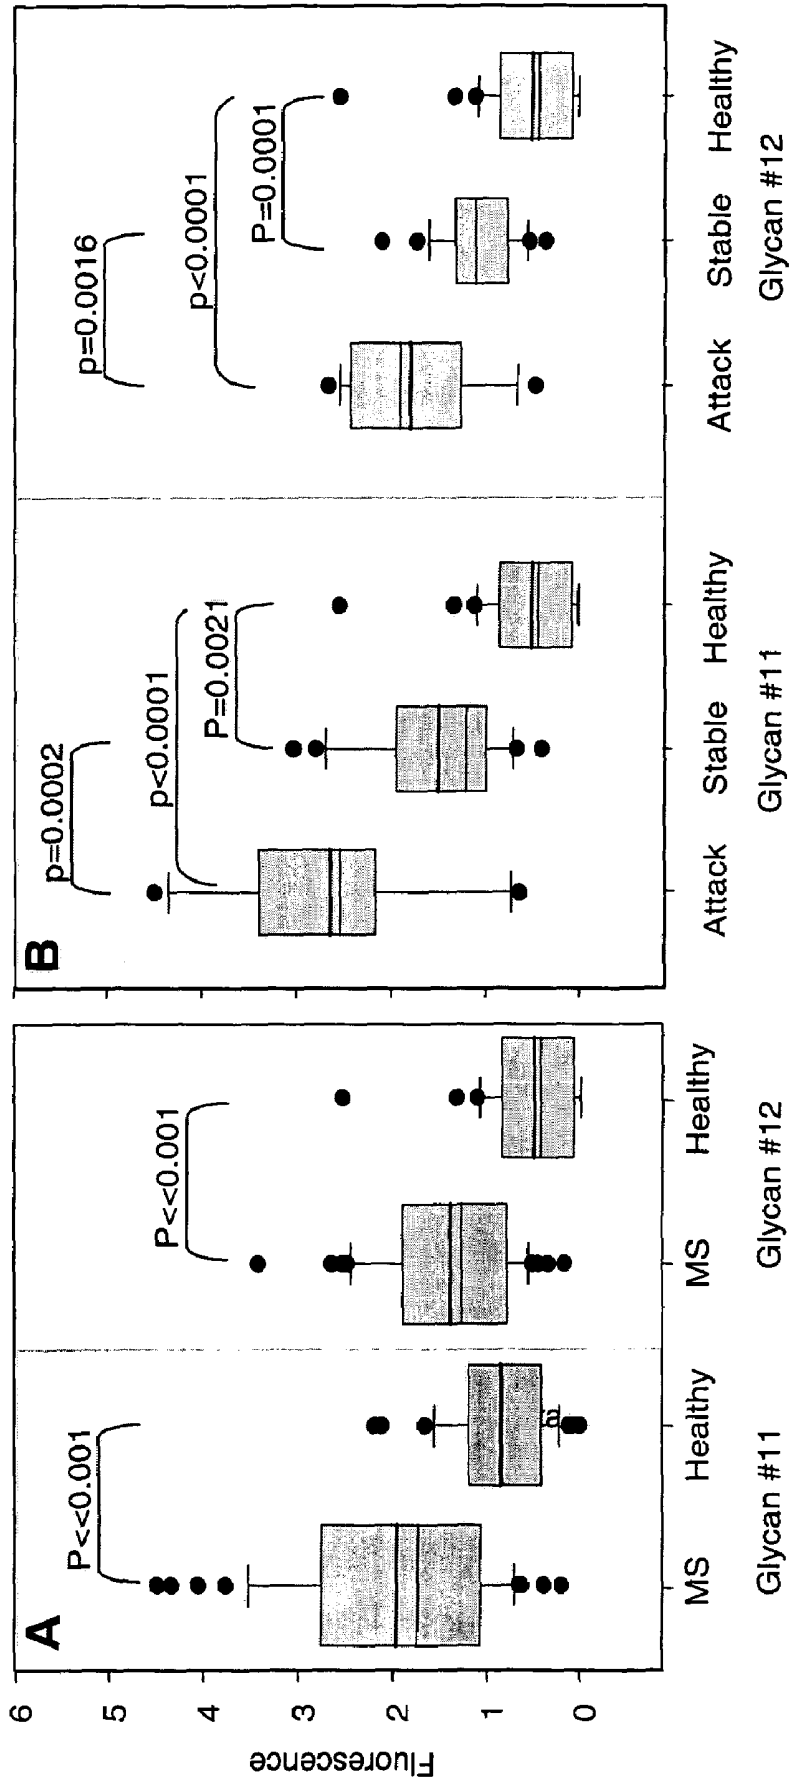 A
B
6
5
4
3
2
1
0
Fluorescence
P<<0.001
P<<0.001
MS
Healthy
MS
Healthy
Glycan #11
Glycan #12
p=0.0002
p<0.0001
P=0.0021
p=0.0016
p<0.0001
P=0.0001
Attack
Stable
Healthy
Attack
Stable
Healthy
Glycan #11
Glycan #12